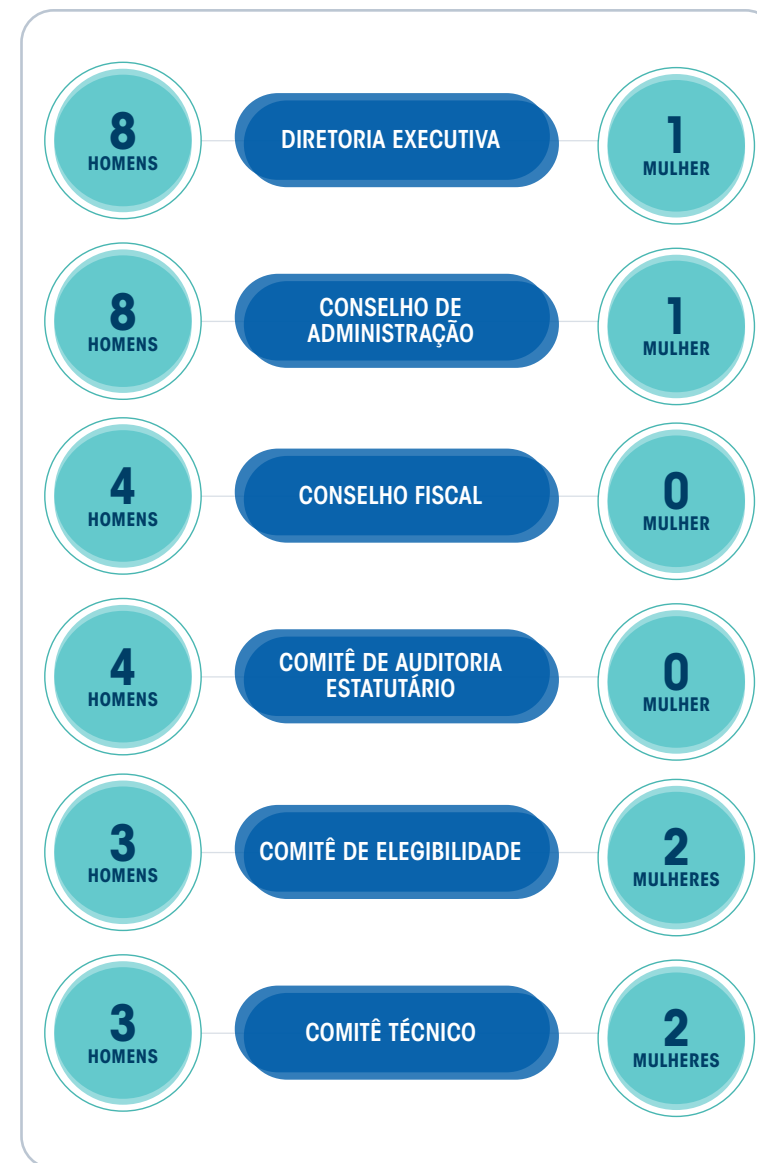 8
HOMENS
DIRETORIA EXECUTIVA
1
MULHER
8
HOMENS
CONSELHO DE
ADMINISTRAÇÃO
1
MULHER
4
HOMENS
CONSELHO FISCAL
0
MULHER
4
HOMENS
COMITÊ DE AUDITORIA
ESTATUTÁRIO
0
MULHER
3
HOMENS
COMITÊ DE ELEGIBILIDADE
2
MULHERES
3
HOMENS
COMITÊ TÉCNICO
2
MULHERES